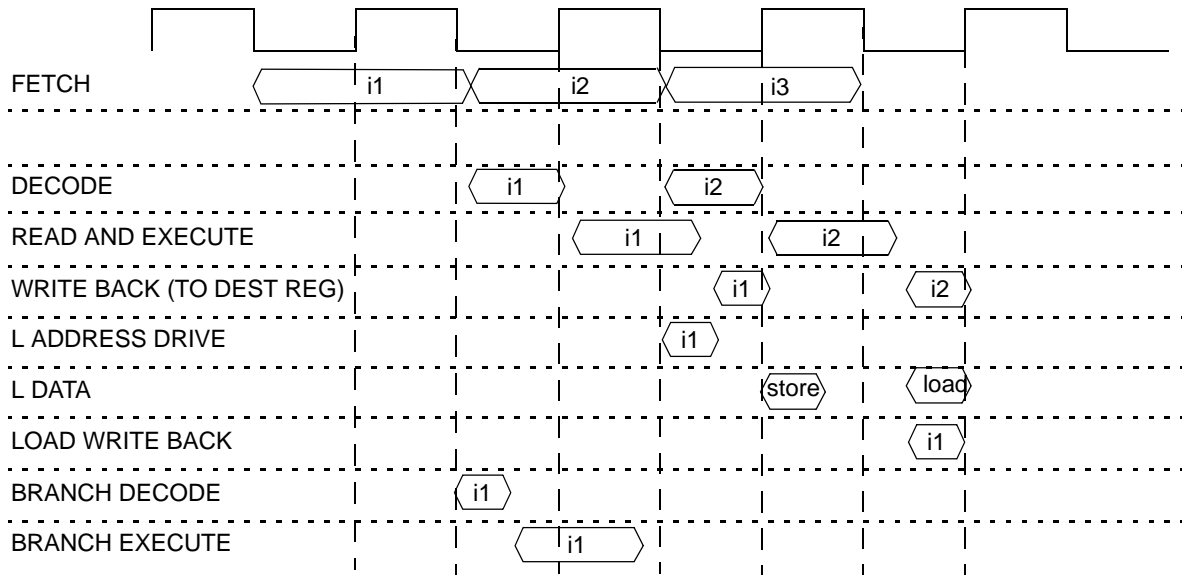 FETCH i1 i2 i3
DECODE i1 i2
READ AND EXECUTE i1 i2
WRITE BACK (TO DEST REG) i1 i2
L ADDRESS DRIVE i1
L DATA store load
LOAD WRITE BACK i1
BRANCH DECODE i1
BRANCH EXECUTE i1